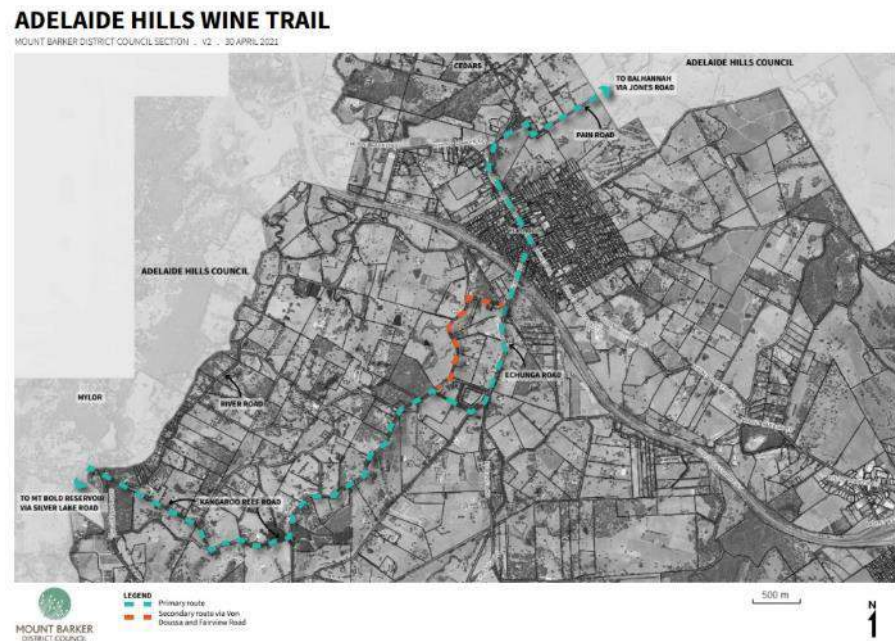 ADELAIDE HILLS WINE TRAIL
MOUNT BARKER DISTRICT COUNCIL SECTION . V2 . 30 APRIL 2021
CEDARS
ADELAIDE HILLS COUNCIL
TO BALHANNAH
VIA JONES ROAD
PAIN ROAD
ADELAIDE HILLS COUNCIL
ECHUNGA ROAD
MYLOR
RIVER ROAD
TO MT BOLD RESERVOIR
VIA SILVER LAKE ROAD
KANGAROO REEF ROAD
MOUNT BARKER
DISTRICT COUNCIL
LEGEND
Primary route
Secondary route via Von
Doussa and Fairview Road
500 m
N